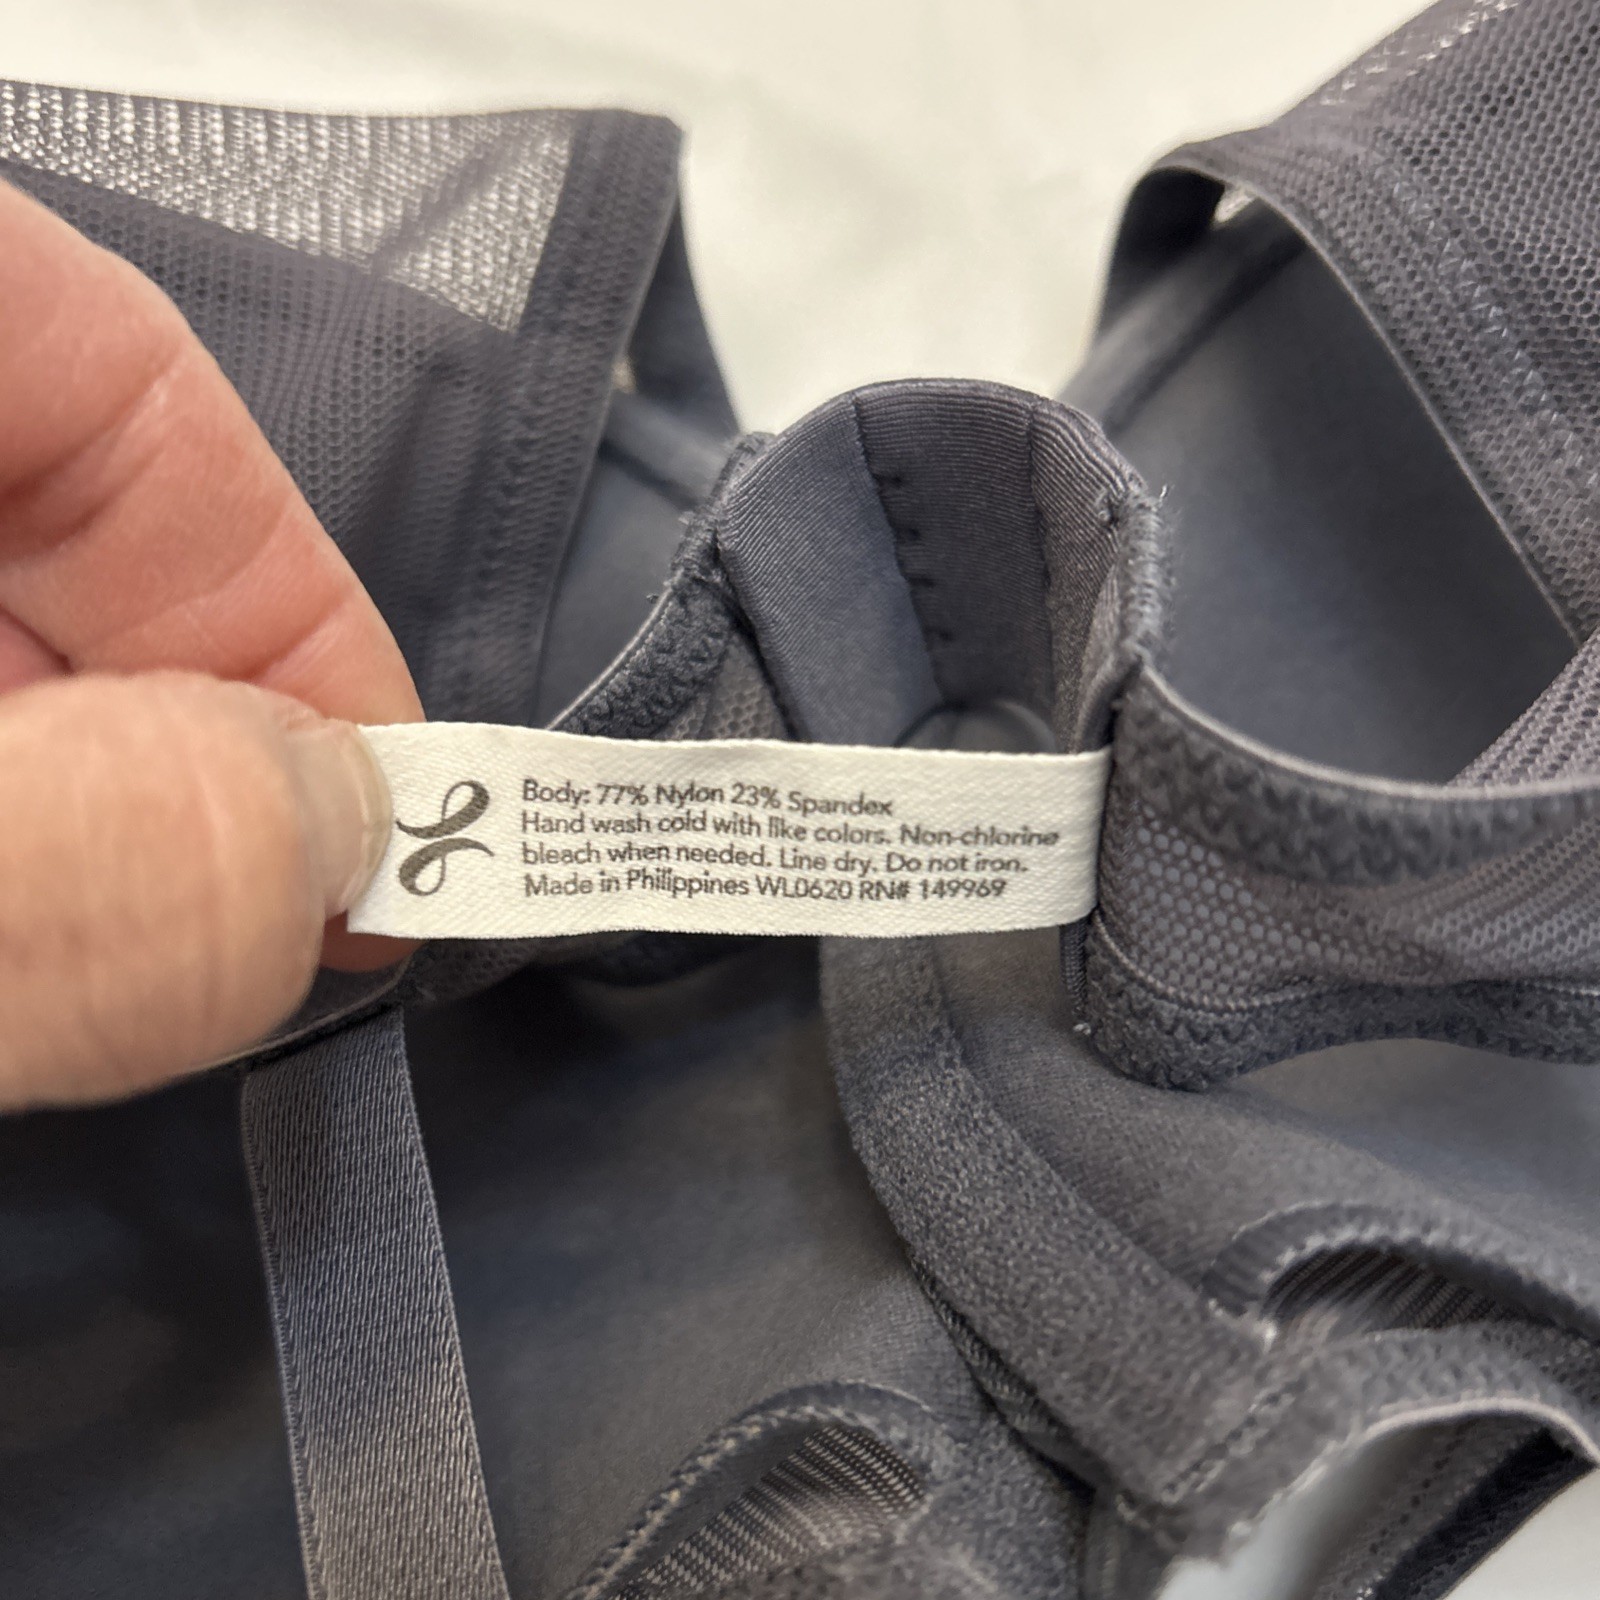 Body: 77% Nylon 23% Spandex
Hand wash cold with like colors. Non-chlorine
bleach when needed. Line dry. Do not iron.
Made in Philippines WL0620 RN# 149969